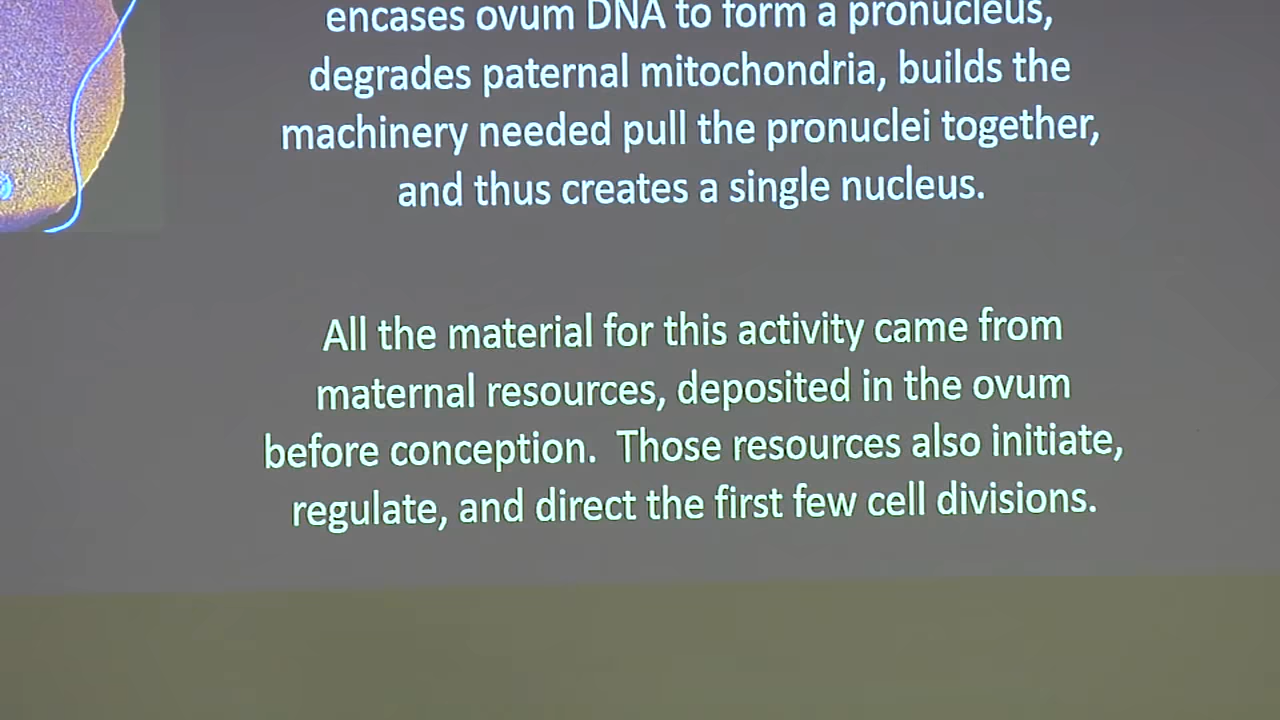 encases ovum DNA to form a pronucleus,
degrades paternal mitochondria, builds the
machinery needed pull the pronuclei together,
and thus creates a single nucleus.
All the material for this activity came from
maternal resources, deposited in the ovum
before conception. Those resources also initiate,
regulate, and direct the first few cell divisions.